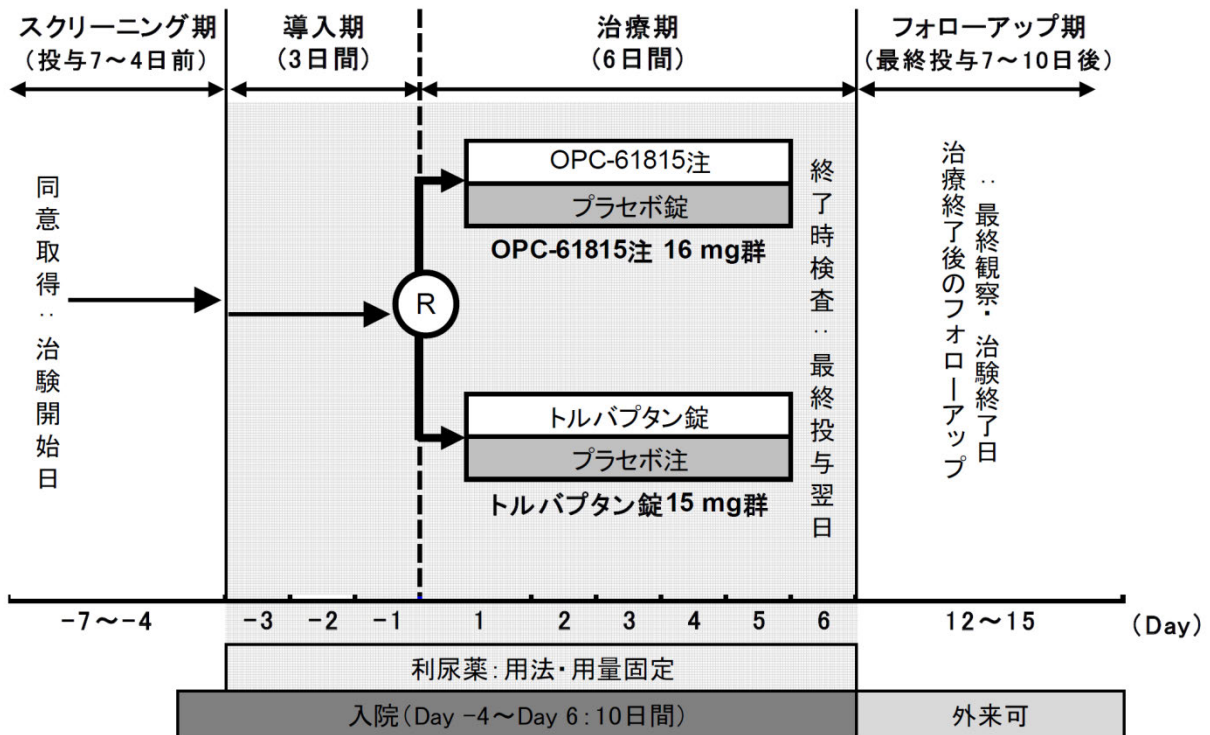 スクリーニング期
(投与7～4日前)
導入期
(3日間)
治療期
(6日間)
フォローアップ期
(最終投与7～10日後)
同意取得：治験開始日
R
OPC-61815注
プラセボ錠
OPC-61815注 16 mg群
トルバプタン錠
プラセボ注
トルバプタン錠15 mg群
終了時検査：最終投与翌日
治療終了後のフォローアップ
：最終観察・治験終了日
-7～-4
-3
-2
-1
1
2
3
4
5
6
12～15
(Day)
利尿薬：用法・用量固定
入院(Day -4～Day 6：10日間)
外来可